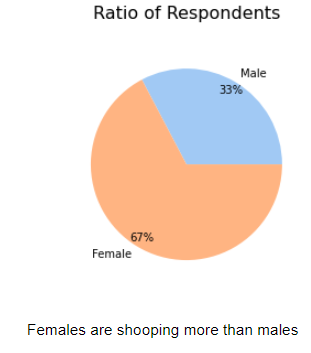 Ratio of Respondents
Male
33%
67%
Female
Females are shooping more than males